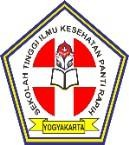 SEKOLAH TINGGI ILMU KESEHATAN PANTI RAPIH
YOGYAKARTA